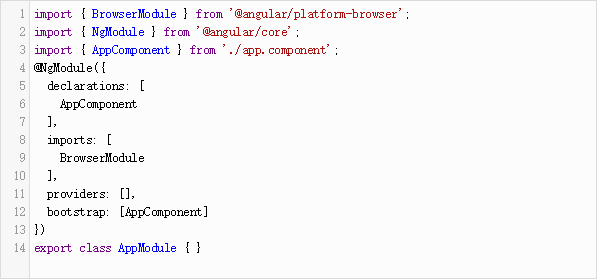 1 import { BrowserModule } from '@angular/platform-browser';
2 import { NgModule } from '@angular/core';
3 import { AppComponent } from './app.component';
4 @NgModule({
5   declarations: [
6     AppComponent
7   ],
8   imports: [
9     BrowserModule
10   ],
11   providers: [],
12   bootstrap: [AppComponent]
13 })
14 export class AppModule { }